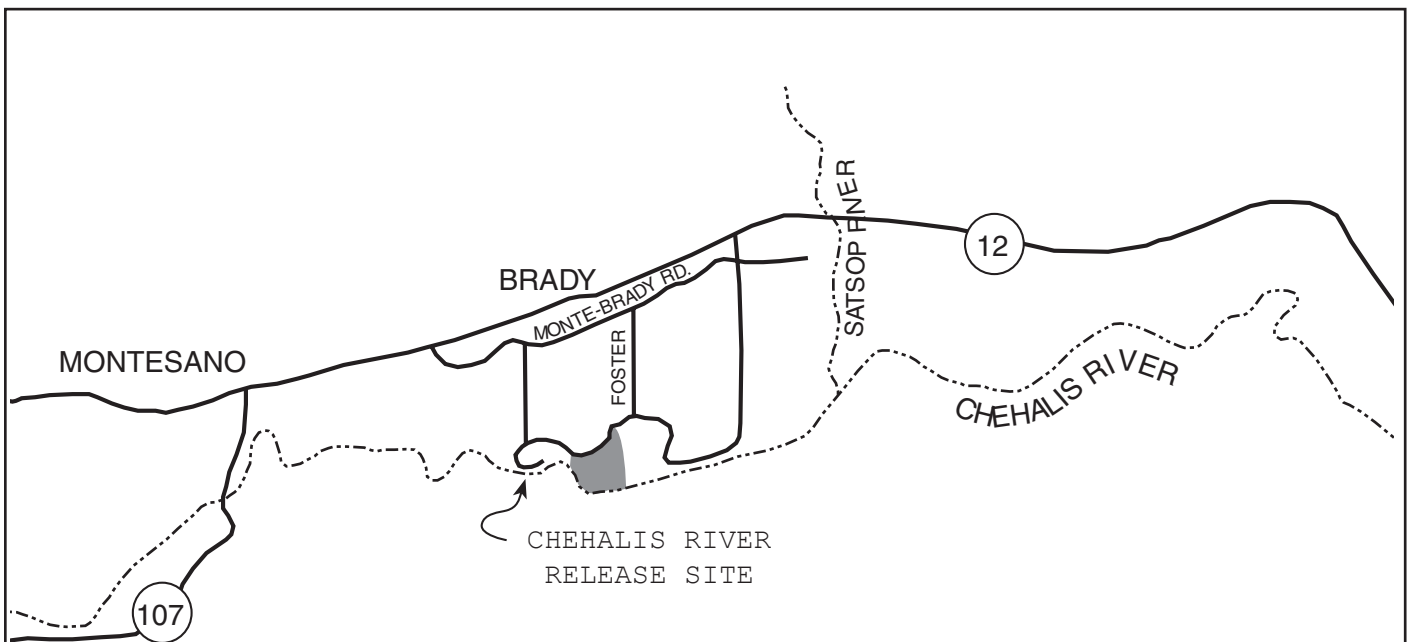 SATSOP RIVER
12
BRADY
MONTE-BRADY RD.
MONTESANO
FOSTER
CHEHALIS RIVER
CHEHALIS RIVER
RELEASE SITE
107